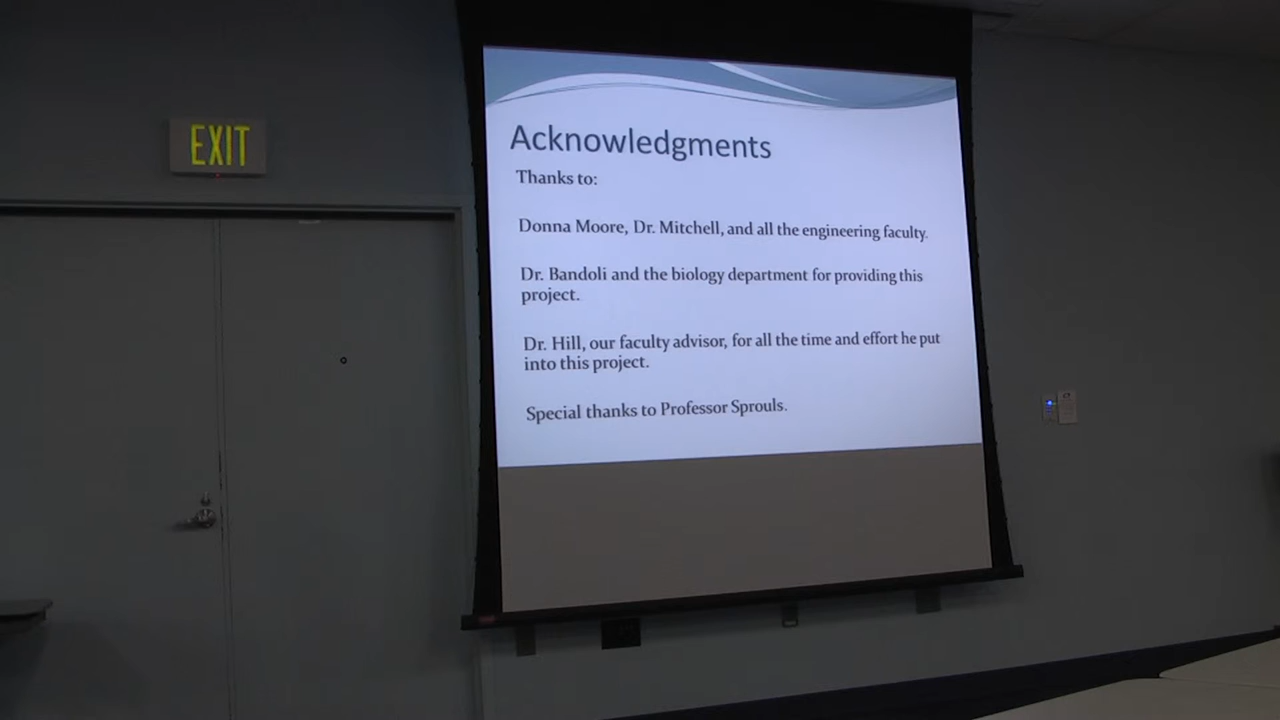 EXIT
Acknowledgments
Thanks to:
Donna Moore, Dr. Mitchell, and all the engineering faculty.
Dr. Bandoli and the biology department for providing this
project.
Dr. Hill, our faculty advisor, for all the time and effort he put
into this project.
Special thanks to Professor Sprouls.